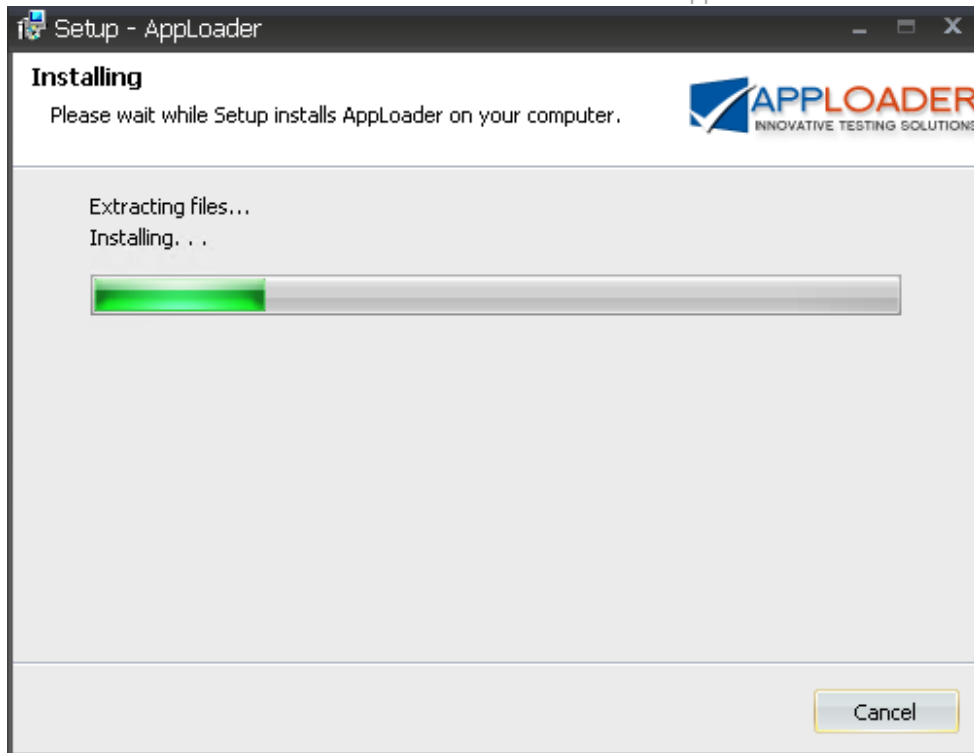 Setup - AppLoader
Installing
Please wait while Setup installs AppLoader on your computer.
APPLOADER
INNOVATIVE TESTING SOLUTIONS
Extracting files...
Installing. . .
Cancel